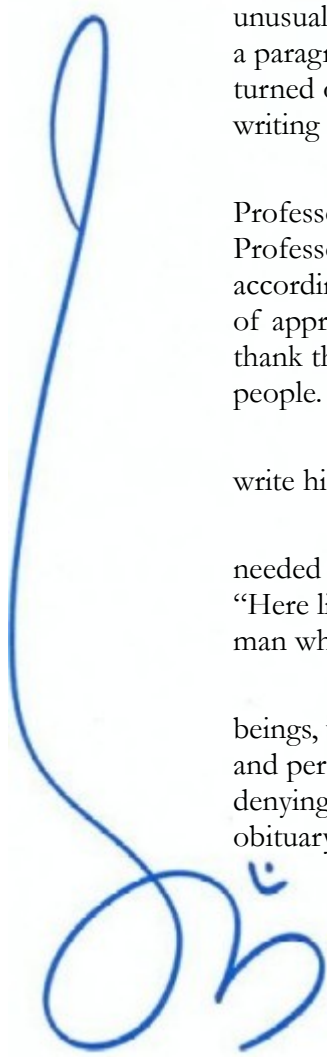 unusual
a paragr
turned o
writing
Professo
Professo
accordin
of appr
thank th
people.
write hi
needed
“Here li
man wh
beings,
and per
denying
obituary